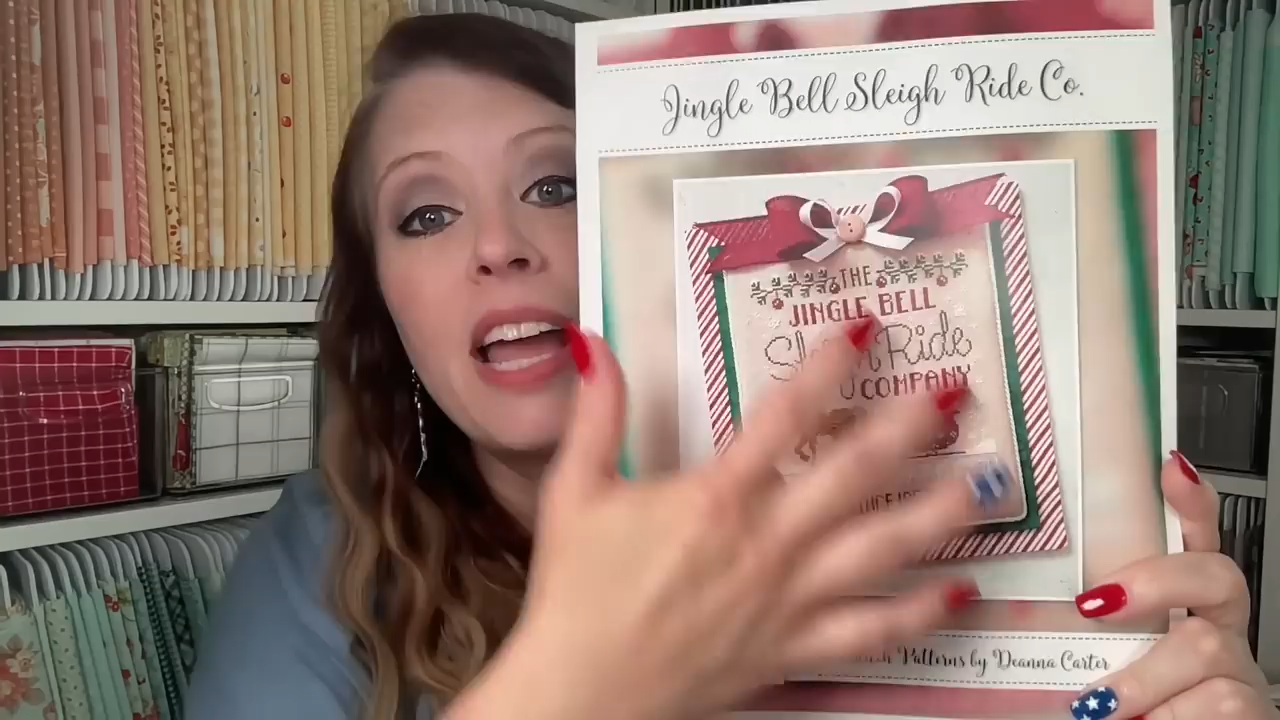 Jingle Bell Sleigh Ride Co.
THE
JINGLE BELL
Ride
COMPANY
Patterns by Deanna Carter